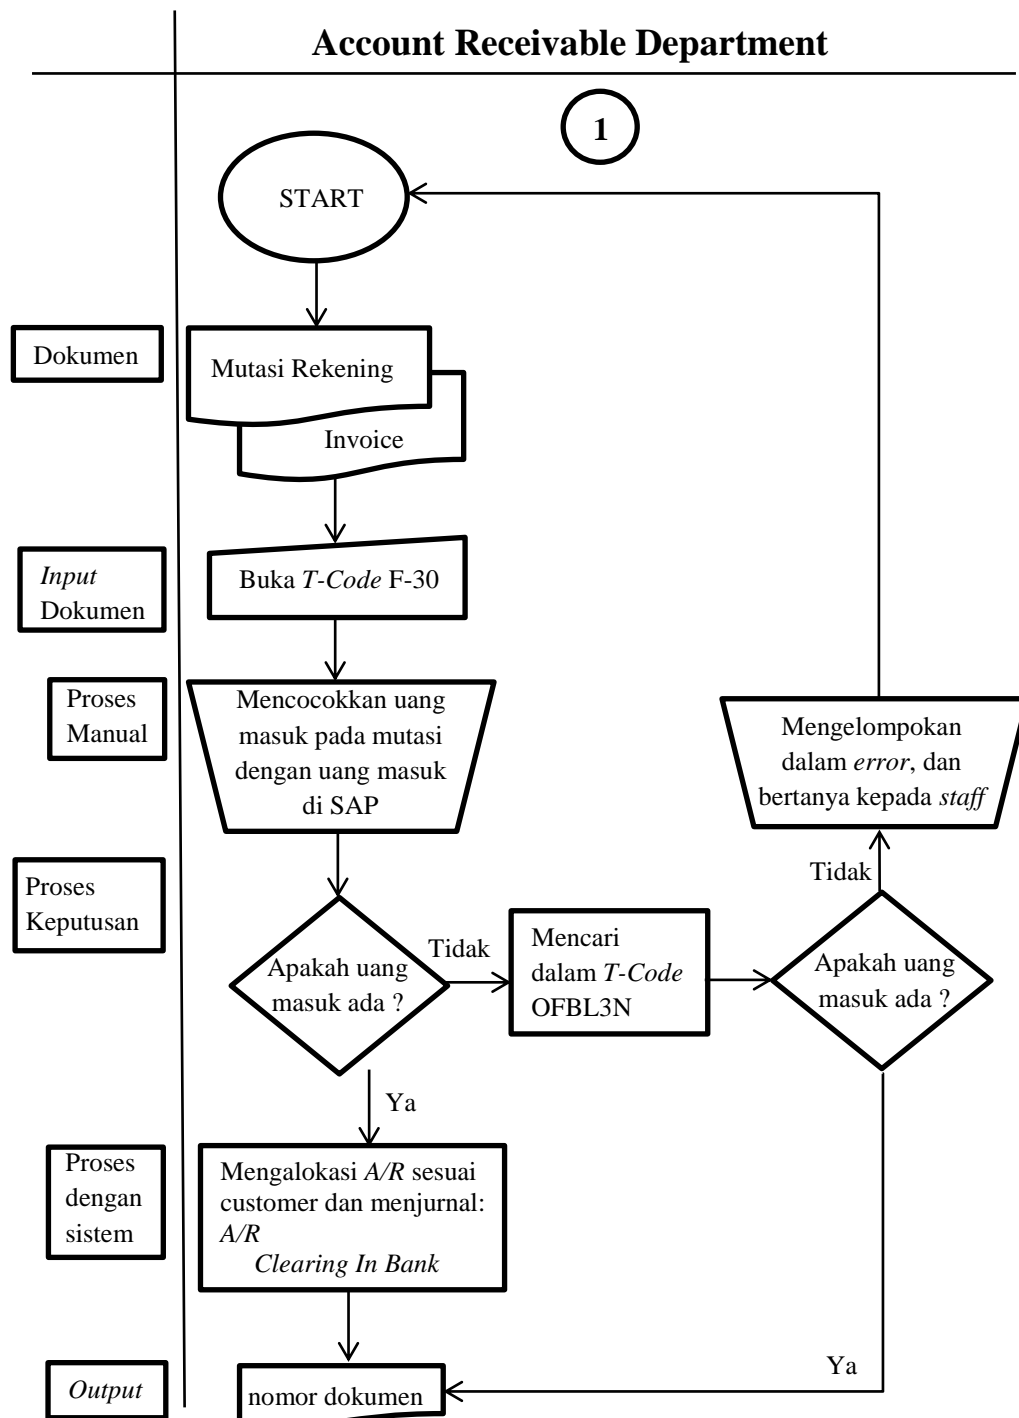 Account Receivable Department
1
START
Dokumen
Mutasi Rekening
Invoice
Input
Dokumen
Buka T-Code F-30
Proses
Manual
Mencocokkan uang
masuk pada mutasi
dengan uang masuk
di SAP
Mengelompokan
dalam error, dan
bertanya kepada staff
Tidak
Proses
Keputusan
Apakah uang
masuk ada ?
Tidak
Mencari
dalam T-Code
OFBL3N
Apakah uang
masuk ada ?
Ya
Proses
dengan
sistem
Mengalokasi A/R sesuai
customer dan menjurnal:
A/R
Clearing In Bank
Ya
Output
nomor dokumen